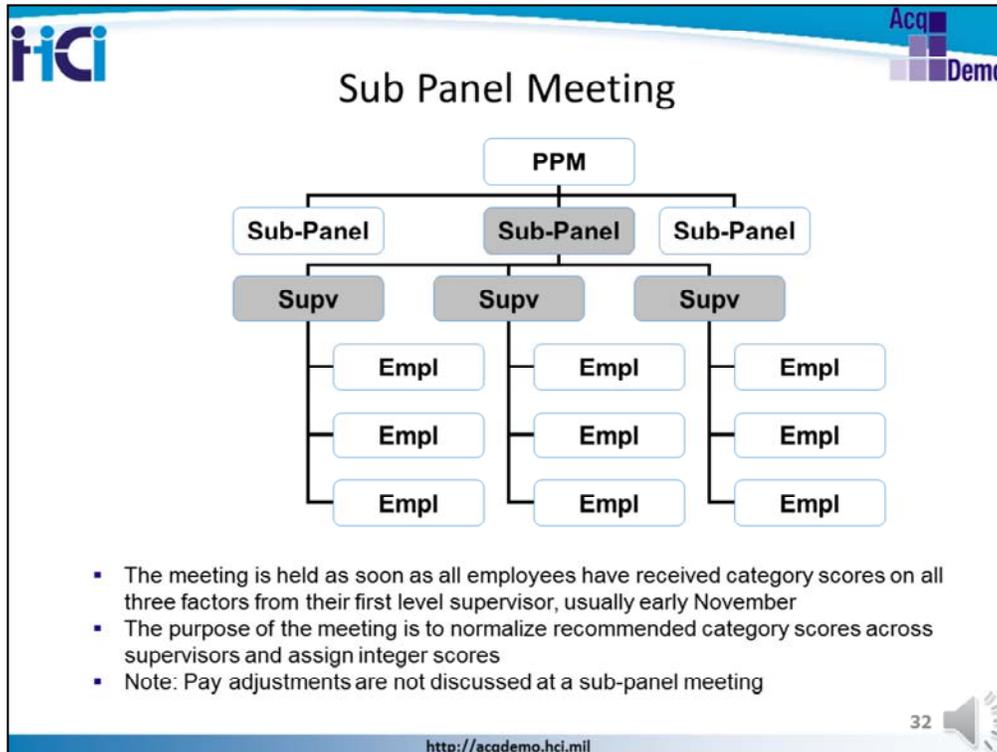 HCi
Acq
Demo
Sub Panel Meeting
PPM
Sub-Panel Sub-Panel Sub-Panel
Supv Supv Supv
Empl Empl Empl
Empl Empl Empl
Empl Empl Empl
▪ The meeting is held as soon as all employees have received category scores on all
three factors from their first level supervisor, usually early November
▪ The purpose of the meeting is to normalize recommended category scores across
supervisors and assign integer scores
▪ Note: Pay adjustments are not discussed at a sub-panel meeting
32
http://acqdemo.hci.mil